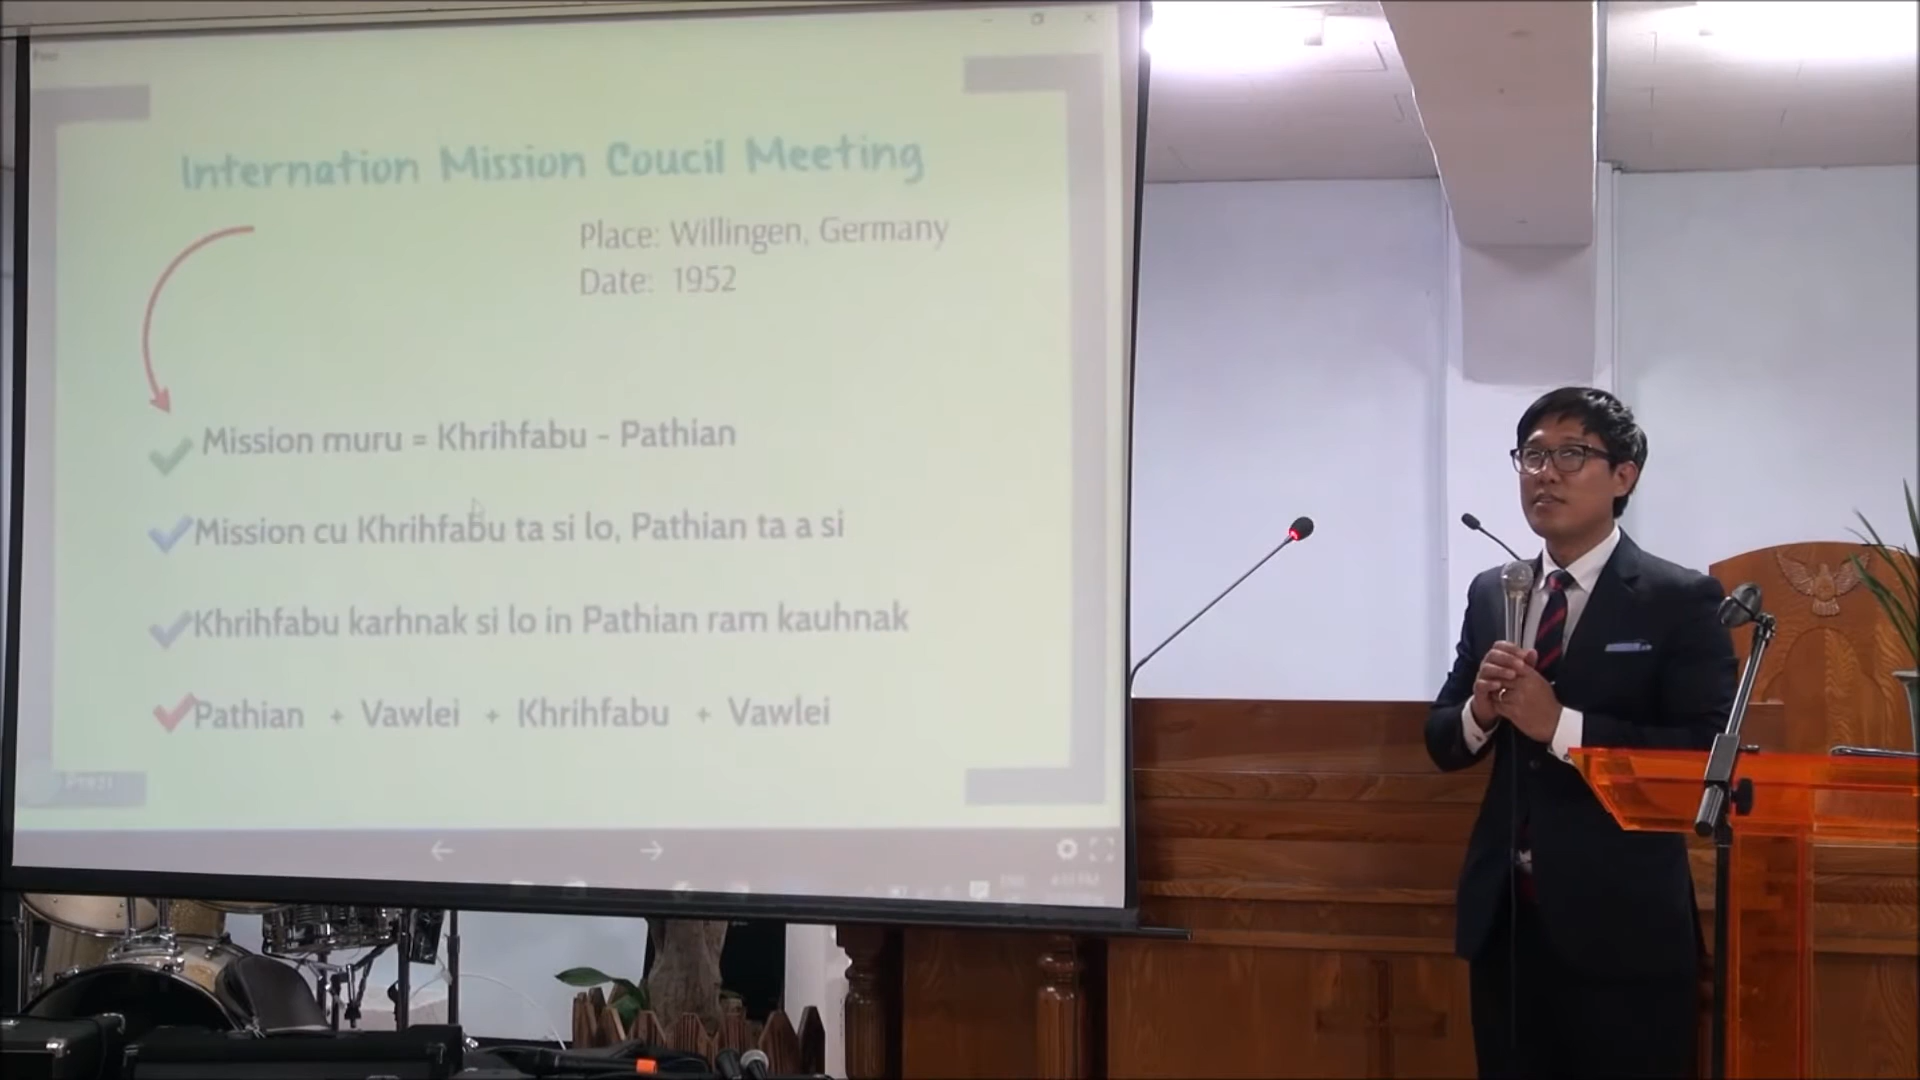 Internation Mission Coucil Meeting
Place: Willingen, Germany
Date: 1952
Mission muru = Khrihfabu - Pathian
Mission cu Khrihfabu ta si lo, Pathian ta a si
Khrihfabu karhnak si lo in Pathian ram kauhnak
Pathian + Vawlei + Khrihfabu + Vawlei